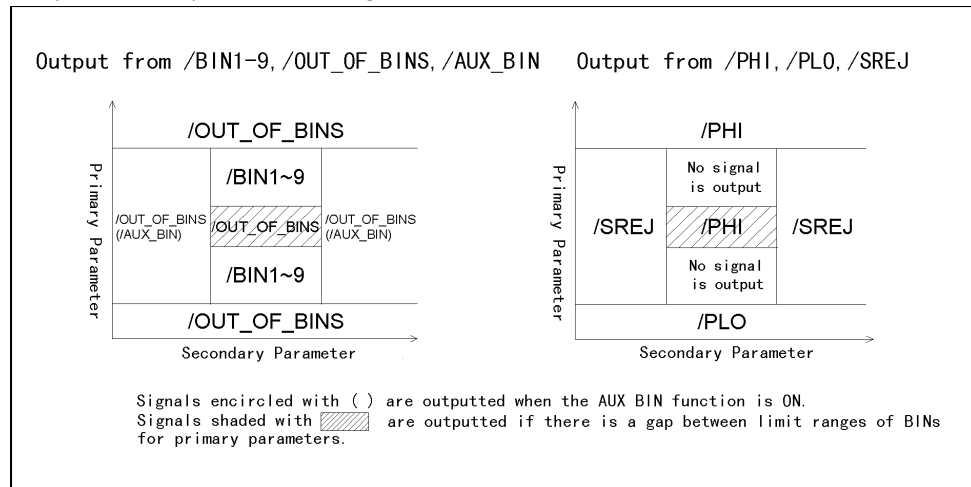 Output from /BIN1-9, /OUT_OF_BINS, /AUX_BIN
Output from /PHI, /PLO, /SREJ
Primary Parameter
/OUT_OF_BINS
/BIN1~9
/OUT_OF_BINS
(/AUX_BIN)
/OUT_OF_BINS
/OUT_OF_BINS
(/AUX_BIN)
/BIN1~9
/OUT_OF_BINS
Secondary Parameter
Primary Parameter
/PHI
No signal
is output
/SREJ
/PHI
/SREJ
No signal
is output
/PLO
Secondary Parameter
Signals encircled with ( ) are outputted when the AUX BIN function is ON.
Signals shaded with are outputted if there is a gap between limit ranges of BINs
for primary parameters.